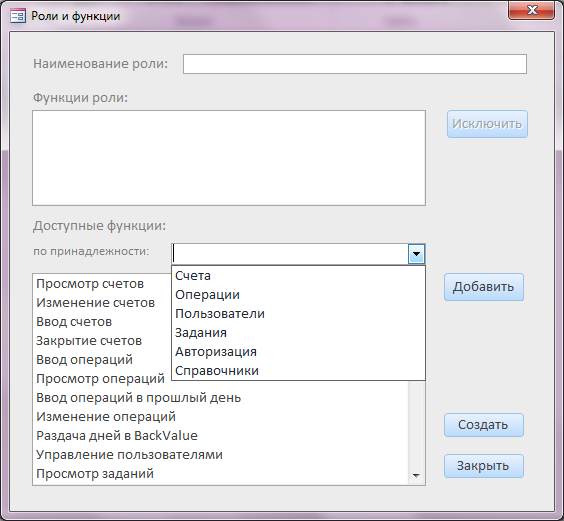 Роли и функции
Наименование роли:
Функции роли:
Исключить
Доступные функции:
по принадлежности:
Счета
Операции
Пользователи
Задания
Авторизация
Справочники
Просмотр счетов
Изменение счетов
Ввод счетов
Закрытие счетов
Ввод операций
Просмотр операций
Ввод операций в прошлый день
Изменение операций
Раздача дней в BackValue
Управление пользователями
Просмотр заданий
Добавить
Создать
Закрыть